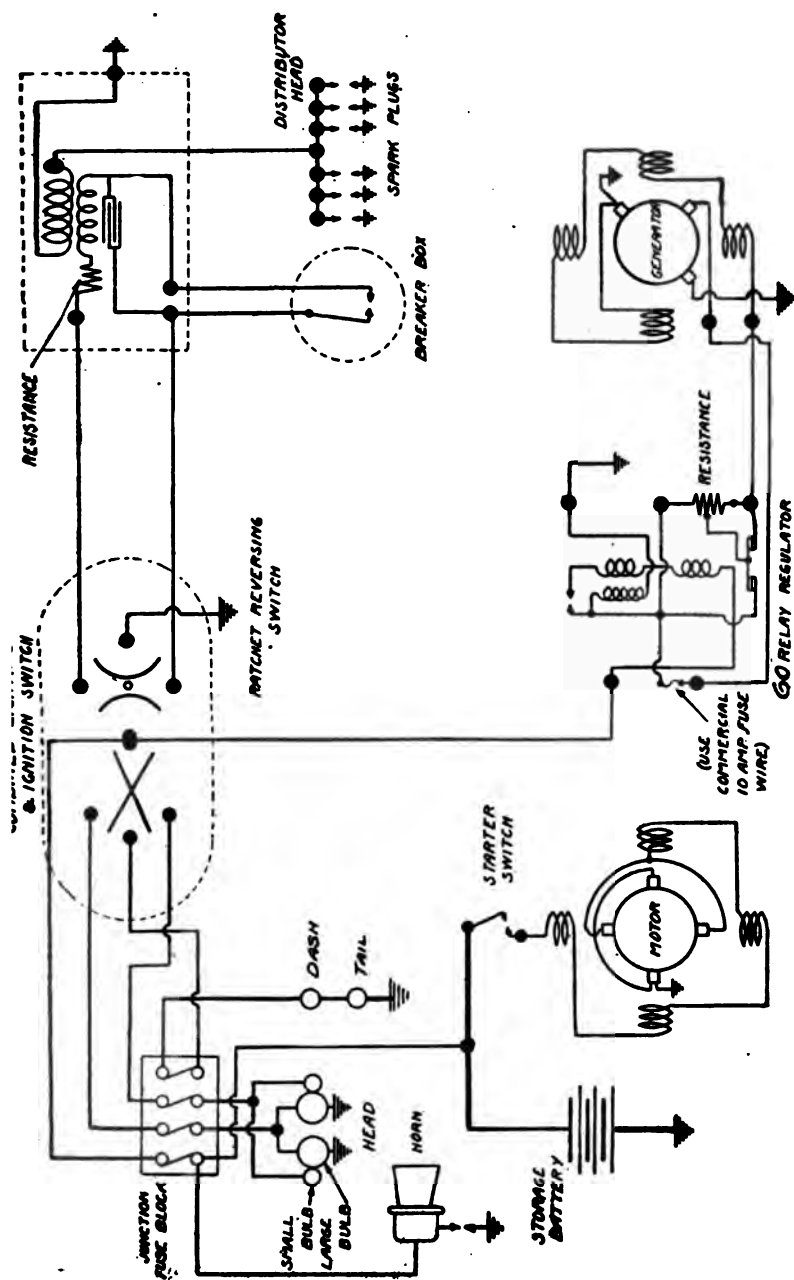 DISTRIBUTOR
HEAD
SPARK PLUGS
BREAKER BOX
RESISTANCE
& IGNITION SWITCH
RATCHET REVERSING
SWITCH
GENERATOR
RESISTANCE
GO RELAY REGULATOR
(USE
COMMERCIAL
10 AMP. FUSE
WIRE)
STARTER
SWITCH
MOTOR
DASH
TAIL
JUNCTION
FUSE BLOCK
HEAD
SMALL
BULB
LARGE
BULB
HORN
STORAGE
BATTERY